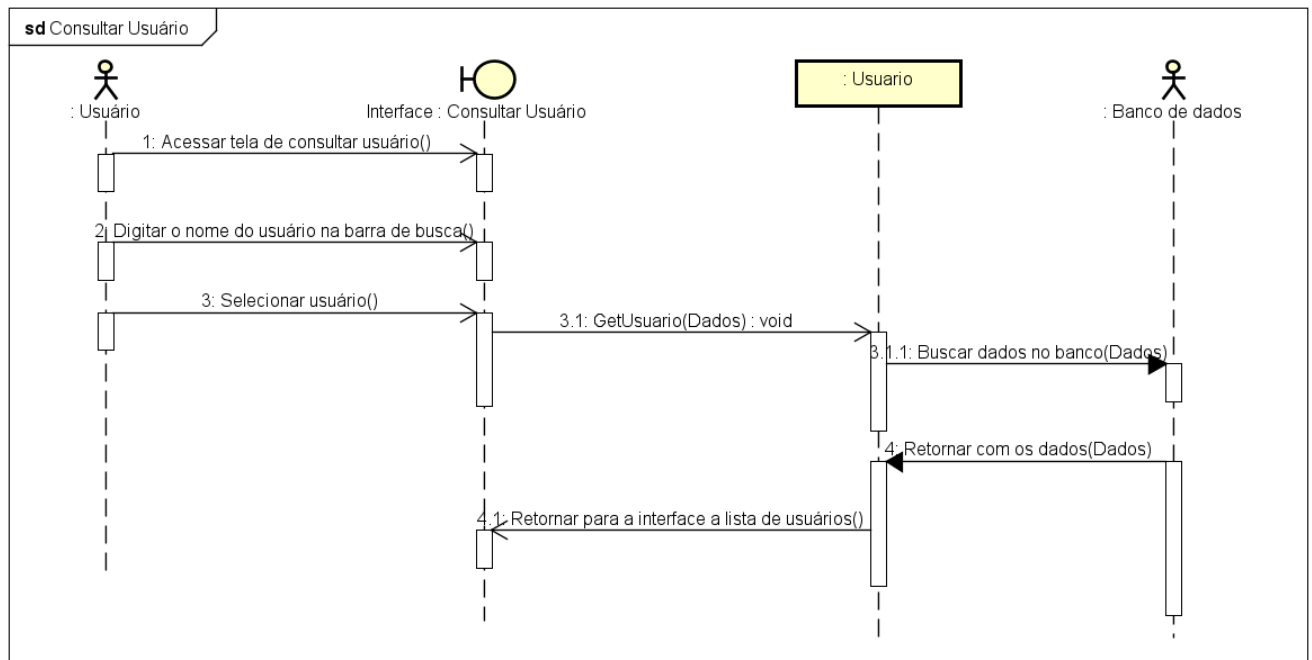 sd Consultar Usuário
: Usuário
Interface : Consultar Usuário
: Usuario
: Banco de dados
1: Acessar tela de consultar usuário()
2: Digitar o nome do usuário na barra de busca()
3: Selecionar usuário()
3.1: GetUsuario(Dados) : void
3.1.1: Buscar dados no banco(Dados)
4: Retornar com os dados(Dados)
4.1: Retornar para a interface a lista de usuários()